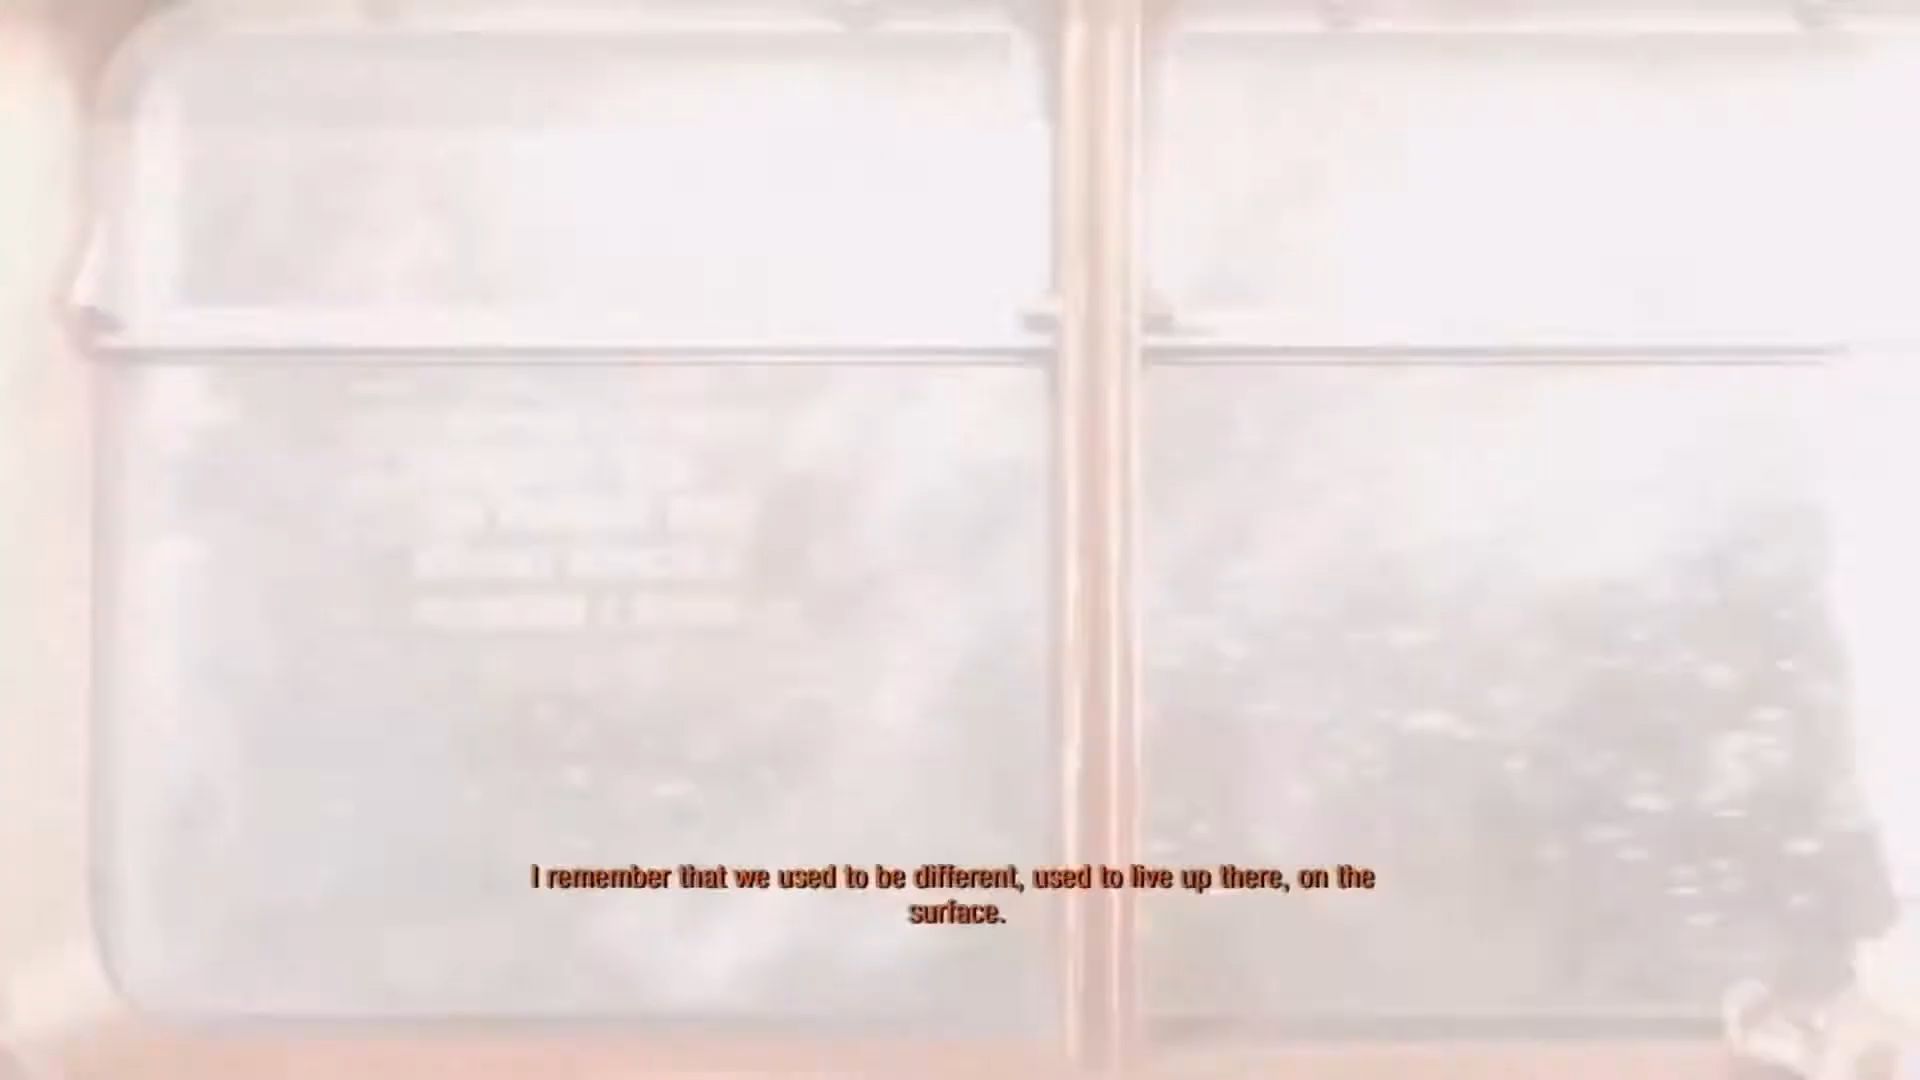 I remember that we used to be different, used to live up there, on the
surface.